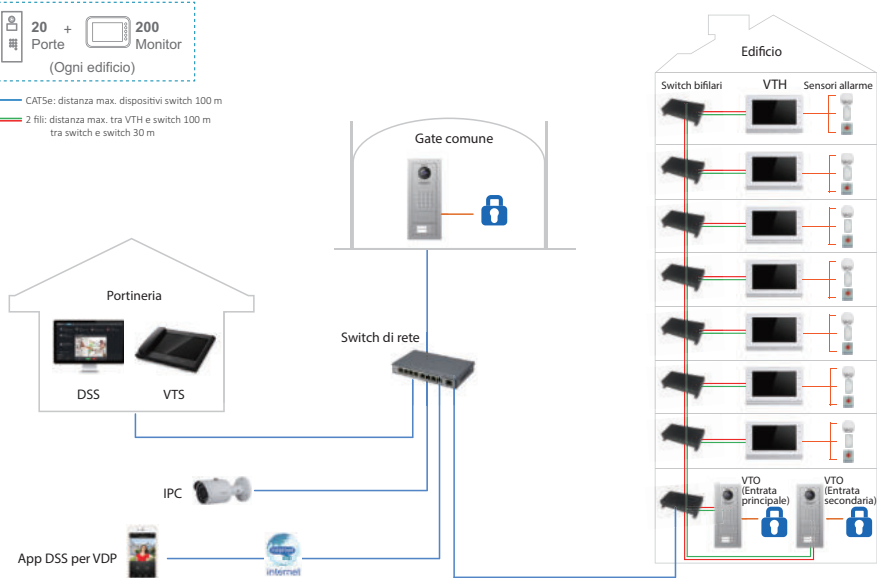 20 + 200
Porte Monitor
(Ogni edificio)
CAT5e: distanza max. dispositivi switch 100 m
2 fili: distanza max. tra VTH e switch 100 m
tra switch e switch 30 m
Gate comune
Portineria
DSS VTS
Switch di rete
IPC
App DSS per VDP
internet
Edificio
Switch bifilari VTH Sensori allarme
VTO
(Entrata
principale)
VTO
(Entrata
secondaria)